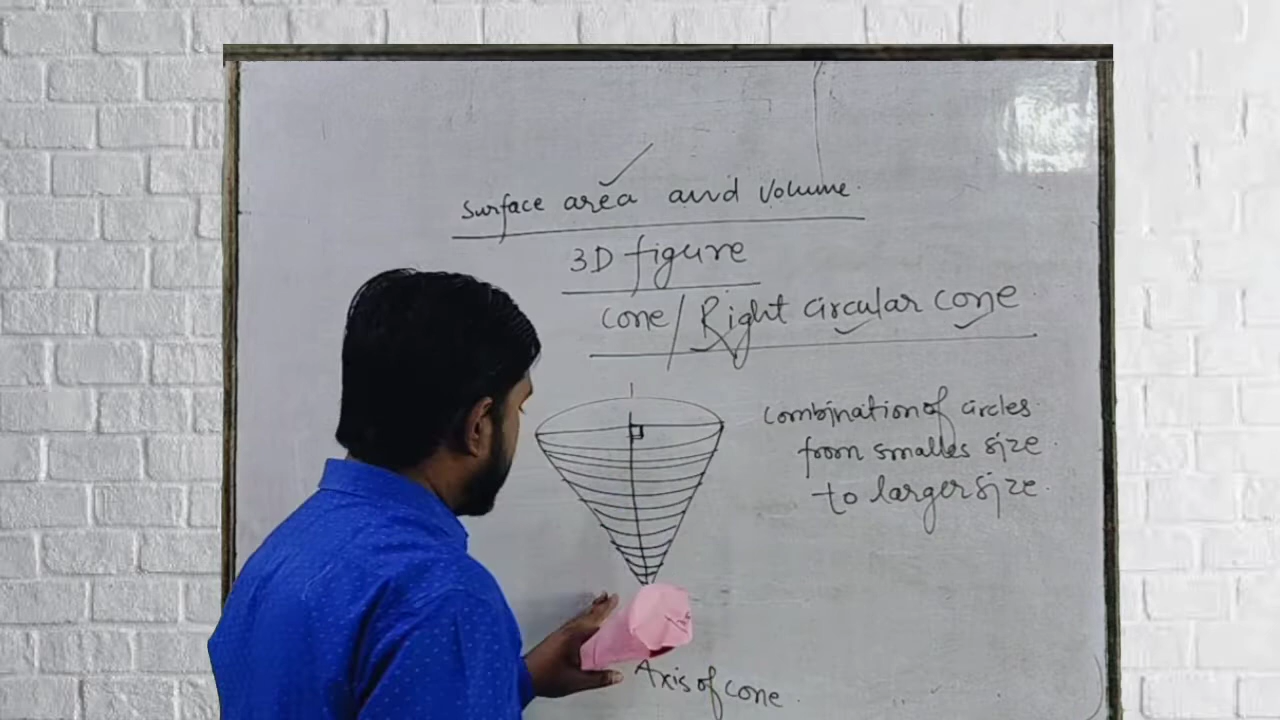 Surface area and volume.
3D figure
cone/Right circular cone
combination of circles.
from smalles size.
to larger size.
Axis of cone.